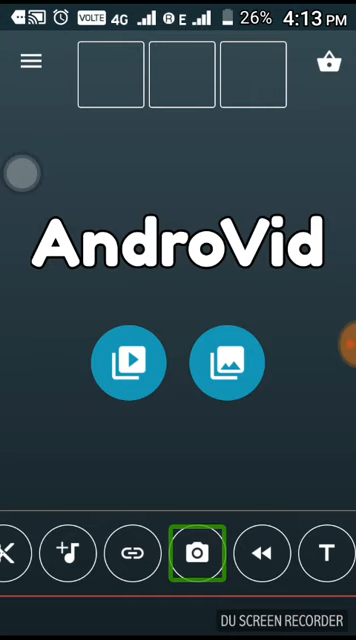 VOLTE 4G R E 26% 4:13 PM
AndroVid
T
DU SCREEN RECORDER